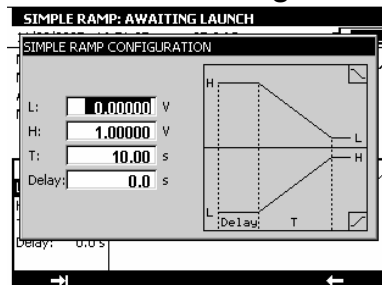 SIMPLE RAMP: AWAITING LAUNCH
SIMPLE RAMP CONFIGURATION
L: 0.00000 V
H: 1.00000 V
T: 10.00 s
Delay: 0.0 s
H
L
H
L
Delay T
Delay: 0.0 s